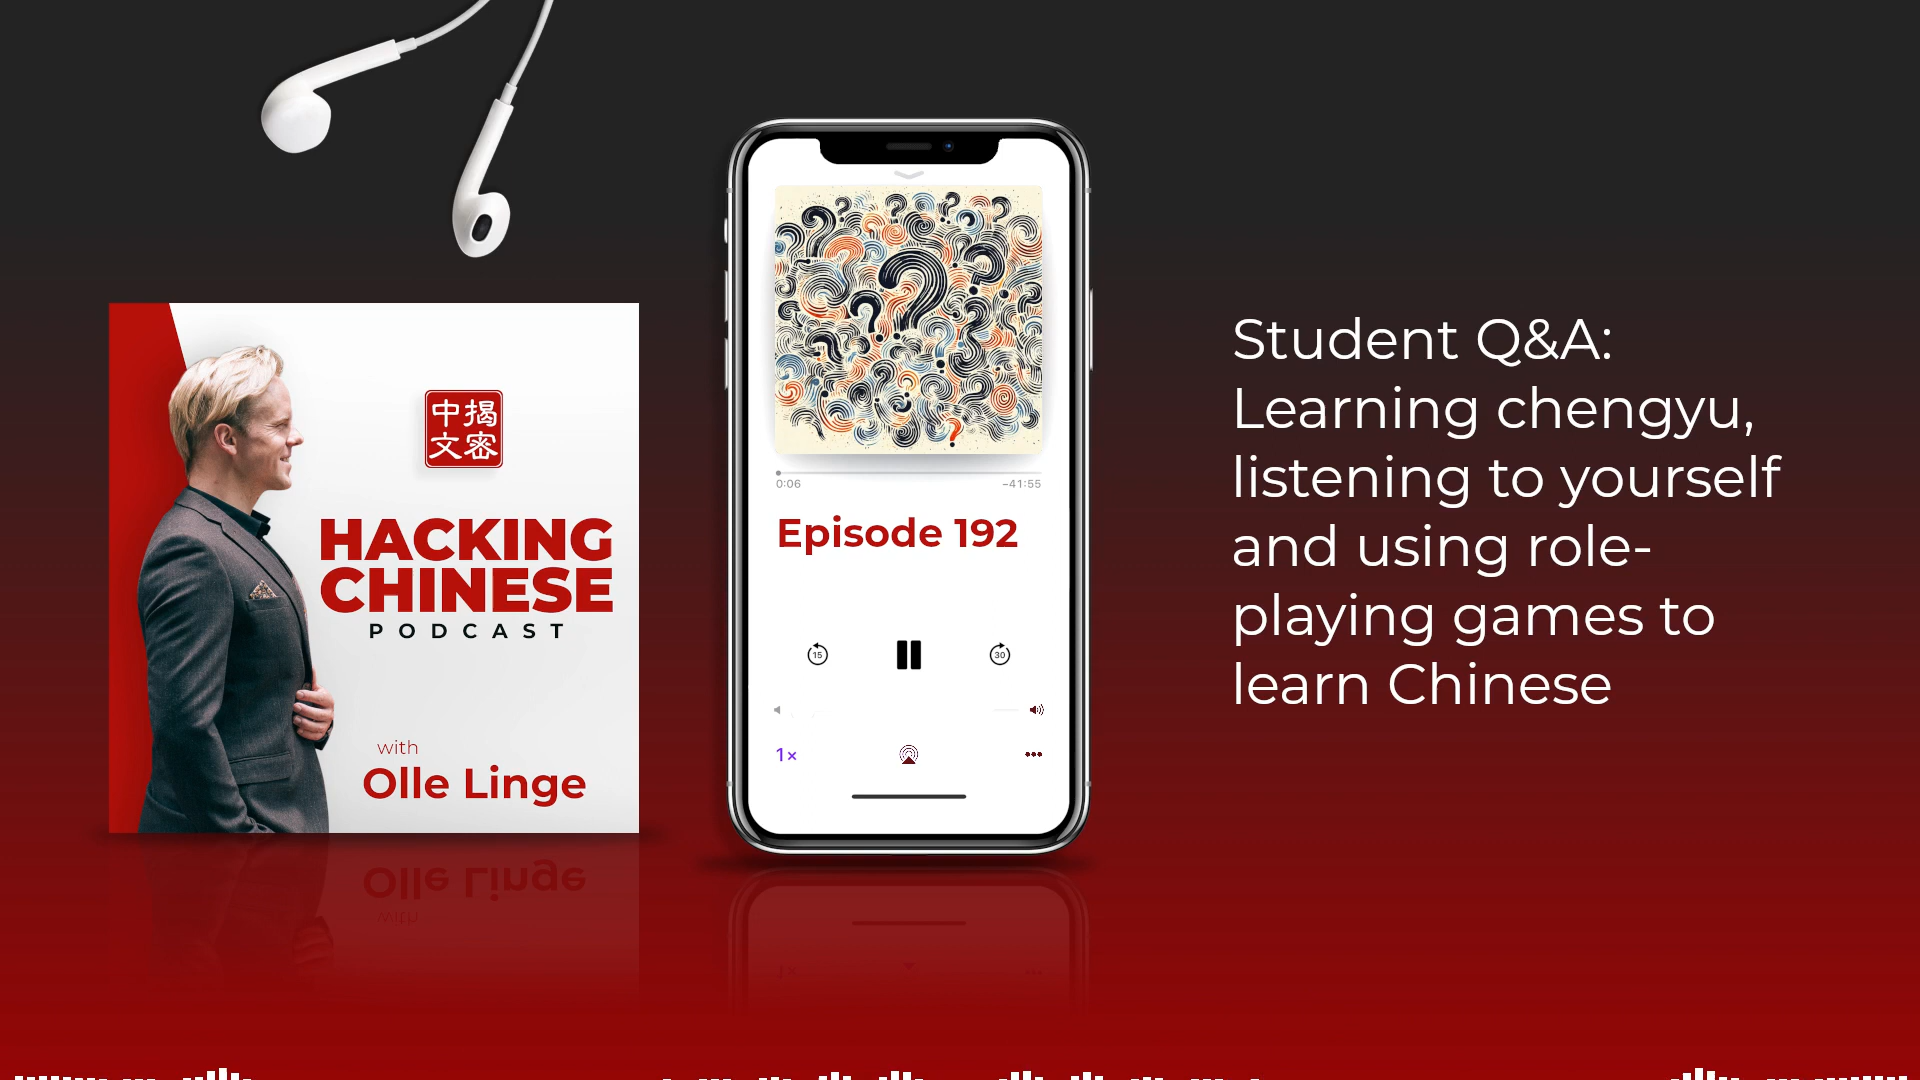 中揭
文密
HACKING
CHINESE
PODCAST
with
Olle Linge
0:06
-41:55
Episode 192
15
30
1×
Student Q&A:
Learning chengyu,
listening to yourself
and using role-
playing games to
learn Chinese